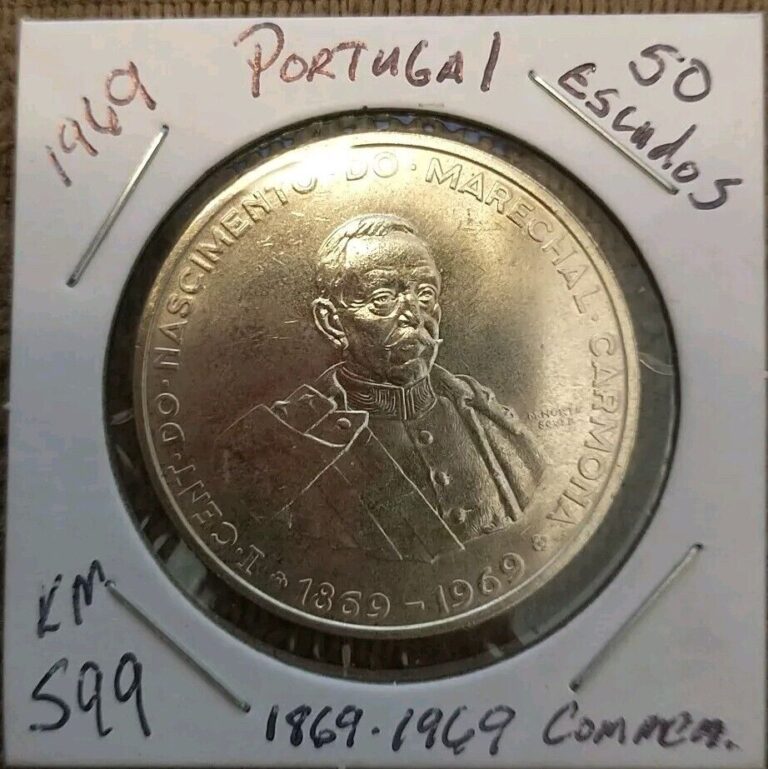 PORTUGAL
1969
50
ESCUDOS
I·CENT·DO·NASCIMENTO·DO·MARECHAL·CARMONA
1869-1969
KM
599
1869·1969 COMMEM.